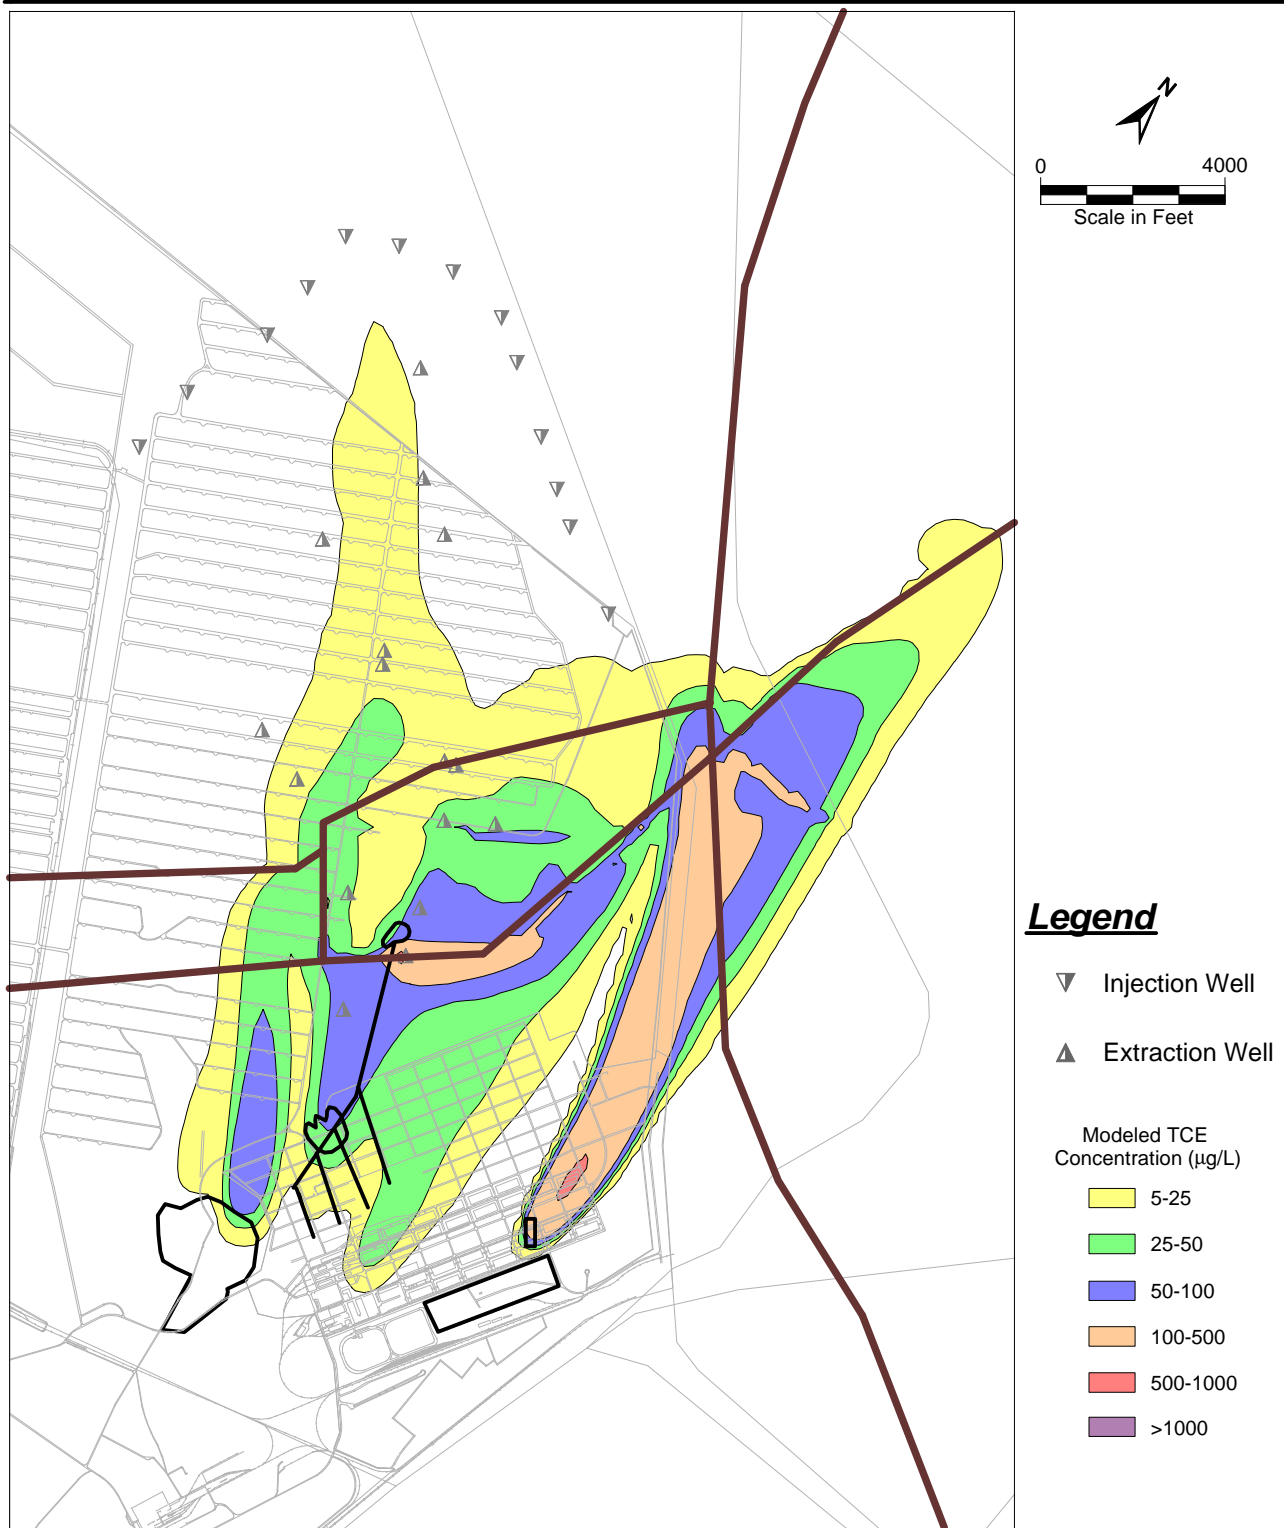 N
0 4000
Scale in Feet
Legend
Injection Well
Extraction Well
Modeled TCE
Concentration (µg/L)
5-25
25-50
50-100
100-500
500-1000
>1000